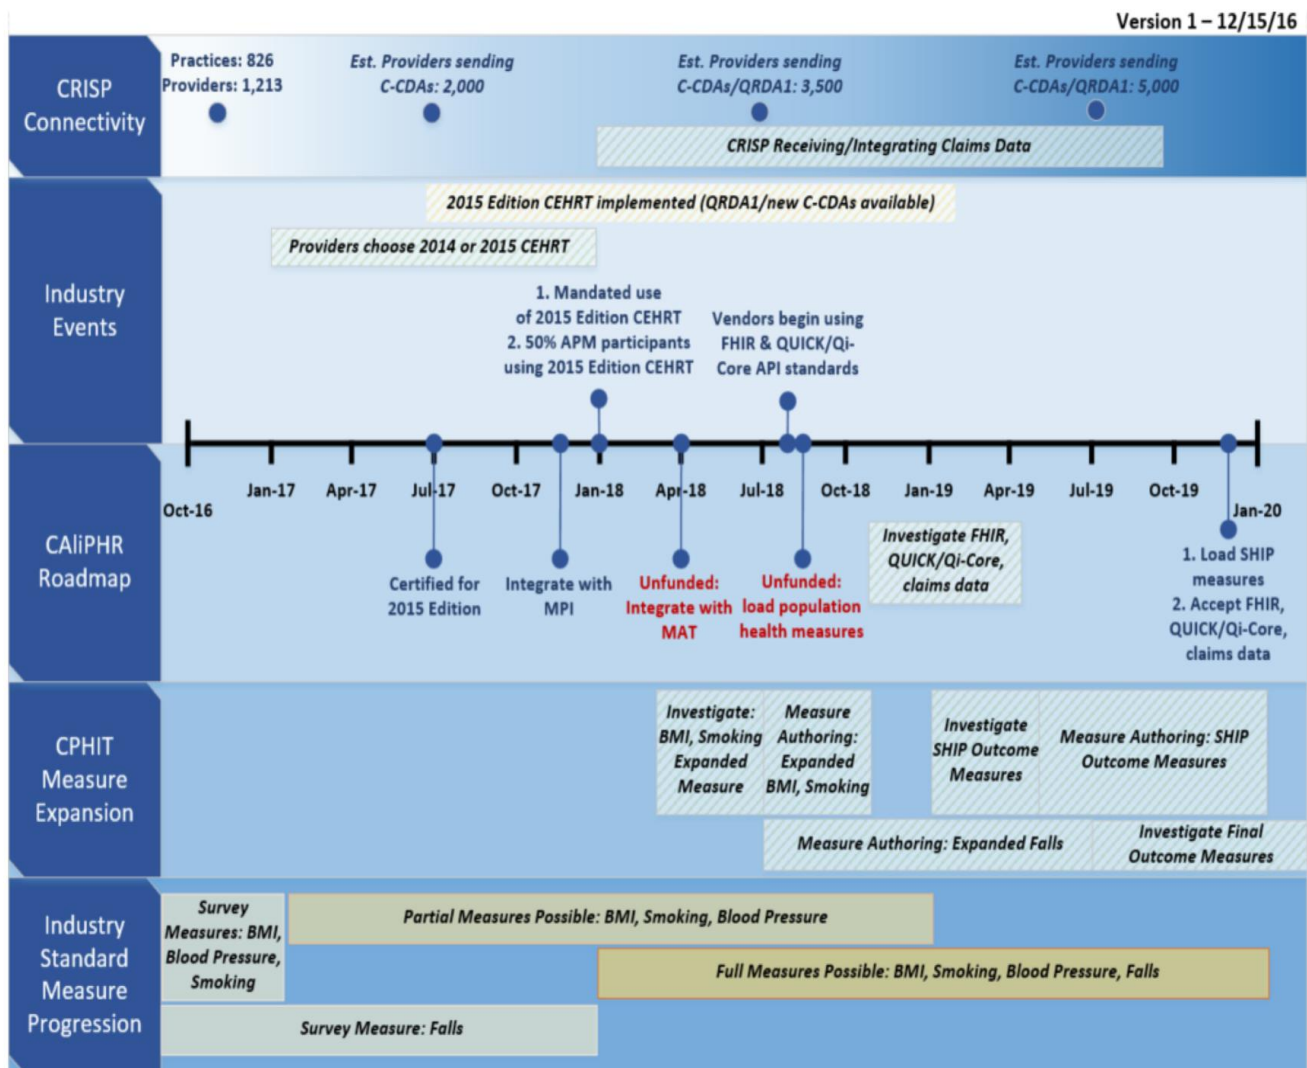 Version 1 – 12/15/16
CRISP
Connectivity
Practices: 826
Providers: 1,213
Est. Providers sending
C-CDAs: 2,000
Est. Providers sending
C-CDAs/QRDA1: 3,500
Est. Providers sending
C-CDAs/QRDA1: 5,000
CRISP Receiving/Integrating Claims Data
Industry
Events
2015 Edition CEHRT implemented (QRDA1/new C-CDAs available)
Providers choose 2014 or 2015 CEHRT
1. Mandated use
of 2015 Edition CEHRT
2. 50% APM participants
using 2015 Edition CEHRT
Vendors begin using
FHIR & QUICK/Qi-
Core API standards
Oct-16
Jan-17
Apr-17
Jul-17
Oct-17
Jan-18
Apr-18
Jul-18
Oct-18
Jan-19
Apr-19
Jul-19
Oct-19
Jan-20
CAliPHR
Roadmap
Certified for
2015 Edition
Integrate with
MPI
Unfunded:
Integrate with
MAT
Unfunded:
load population
health measures
Investigate FHIR,
QUICK/Qi-Core,
claims data
1. Load SHIP
measures
2. Accept FHIR,
QUICK/Qi-Core,
claims data
CPHIT
Measure
Expansion
Investigate:
BMI, Smoking
Expanded
Measure
Measure
Authoring:
Expanded
BMI, Smoking
Investigate
SHIP Outcome
Measures
Measure Authoring: SHIP
Outcome Measures
Measure Authoring: Expanded Falls
Investigate Final
Outcome Measures
Industry
Standard
Measure
Progression
Survey
Measures: BMI,
Blood Pressure,
Smoking
Partial Measures Possible: BMI, Smoking, Blood Pressure
Full Measures Possible: BMI, Smoking, Blood Pressure, Falls
Survey Measure: Falls